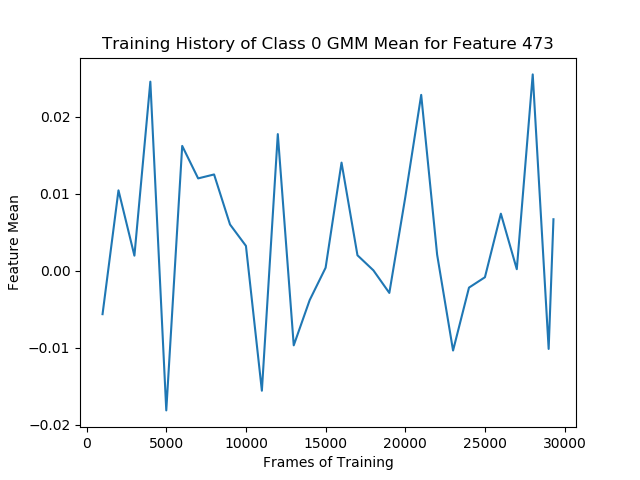 Training History of Class 0 GMM Mean for Feature 473
0.02
0.01
0.00
−0.01
−0.02
Feature Mean
0 5000 10000 15000 20000 25000 30000
Frames of Training